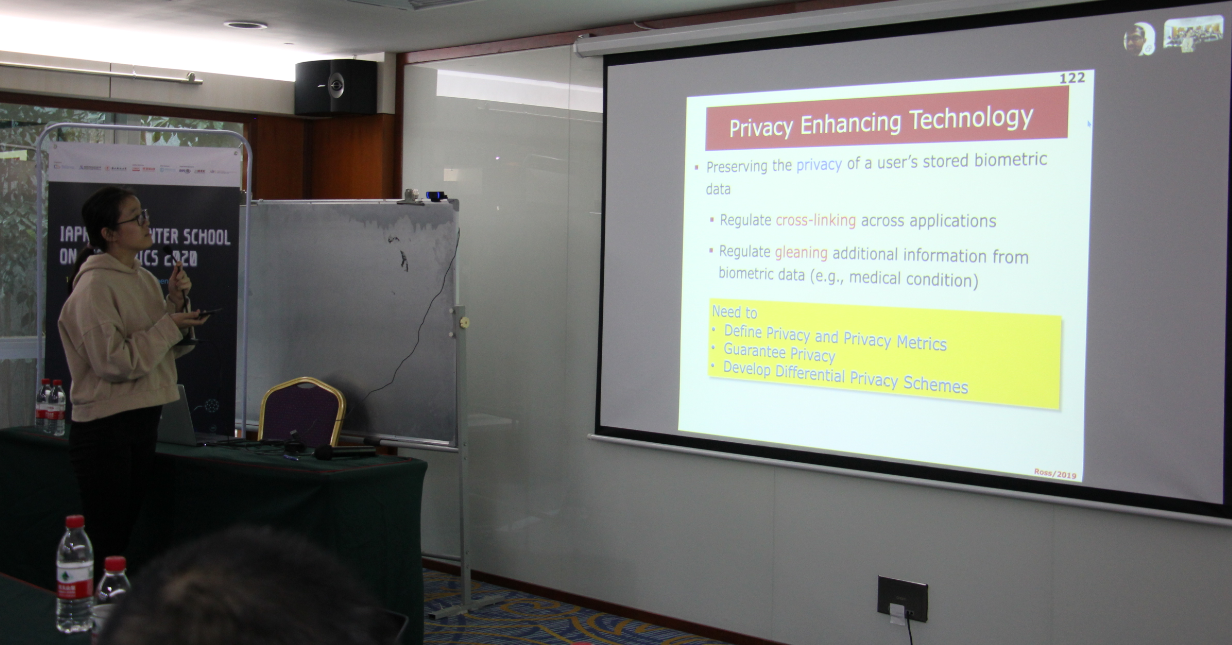 IAPR
NTER SCHOOL
ON
ICS 2020
122
Privacy Enhancing Technology
▪ Preserving the privacy of a user's stored biometric
data
▪ Regulate cross-linking across applications
▪ Regulate gleaning additional information from
biometric data (e.g., medical condition)
Need to
• Define Privacy and Privacy Metrics
• Guarantee Privacy
• Develop Differential Privacy Schemes
Ross/2019